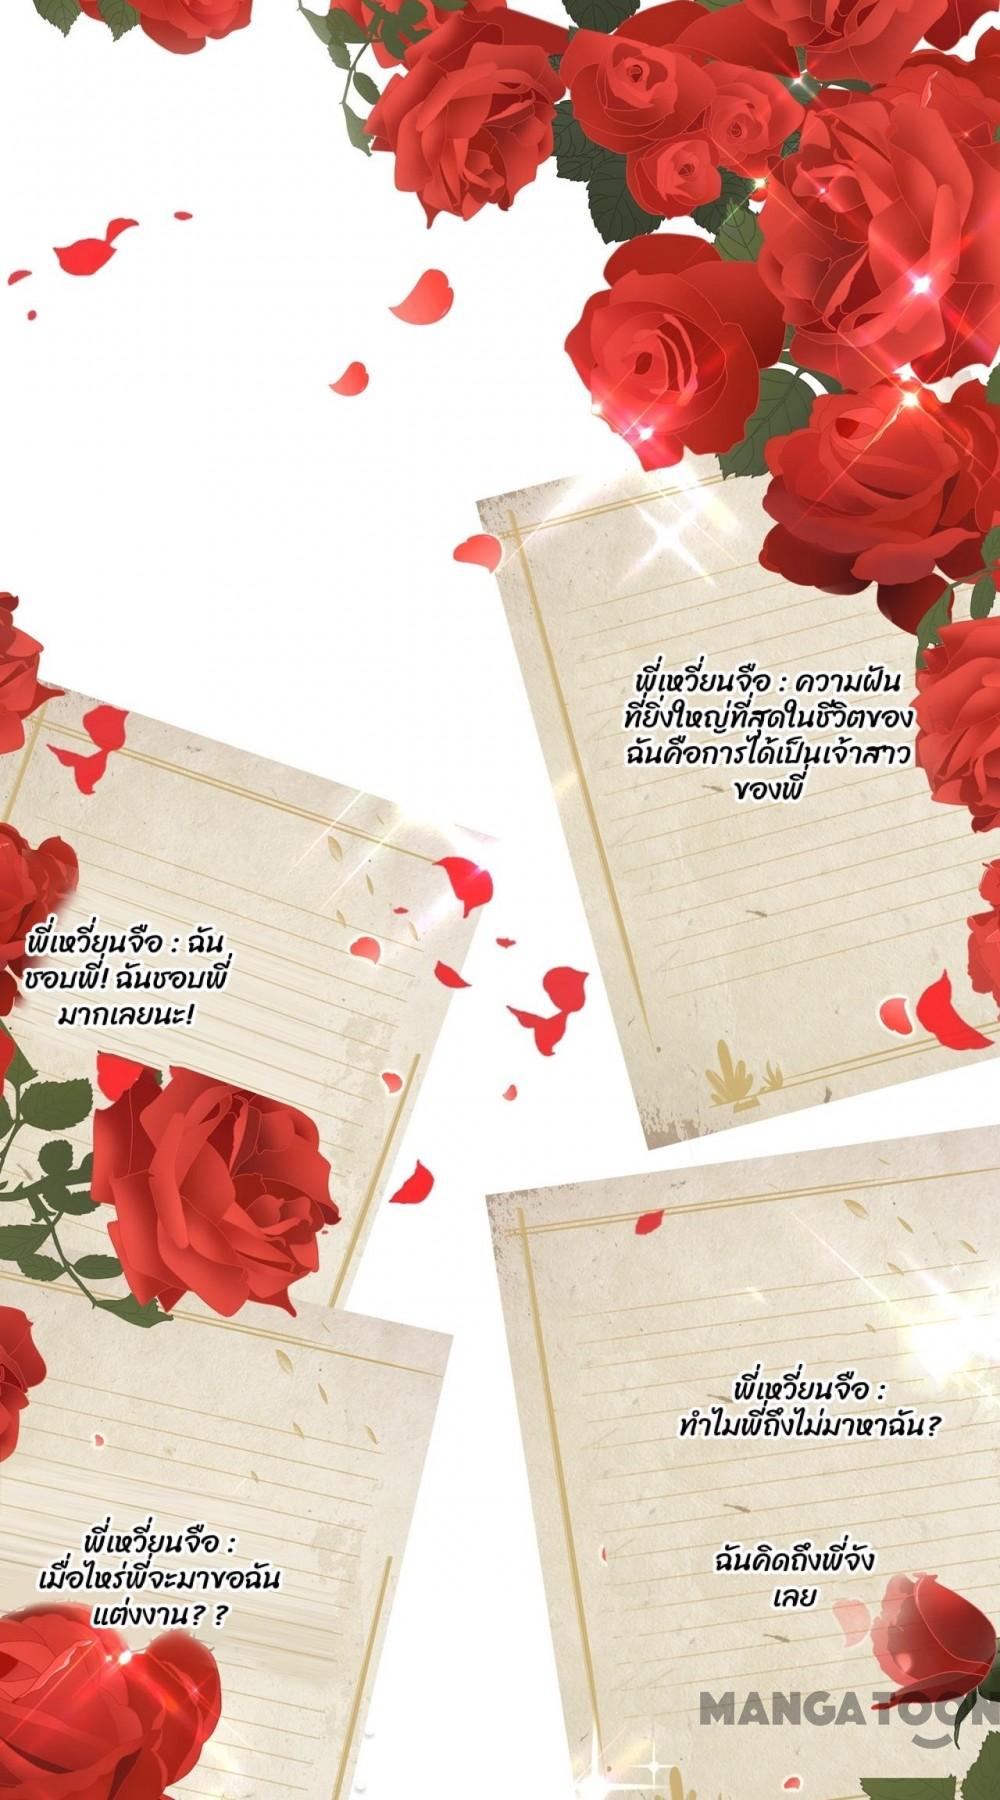 พี่เหวี่ยนจือ : ความฝัน
ที่ยิ่งใหญ่ที่สุดในชีวิตของ
ฉันคือการได้เป็นเจ้าสาว
ของพี่
พี่เหวี่ยนจือ : ฉัน
ชอบพี่! ฉันชอบพี่
มากเลยนะ!
พี่เหวี่ยนจือ :
ทำไมพี่ถึงไม่มาหาฉัน?
ฉันคิดถึงพี่จัง
เลย
พี่เหวี่ยนจือ :
เมื่อไหร่พี่จะมาขอฉัน
แต่งงาน? ?
MANGATOON